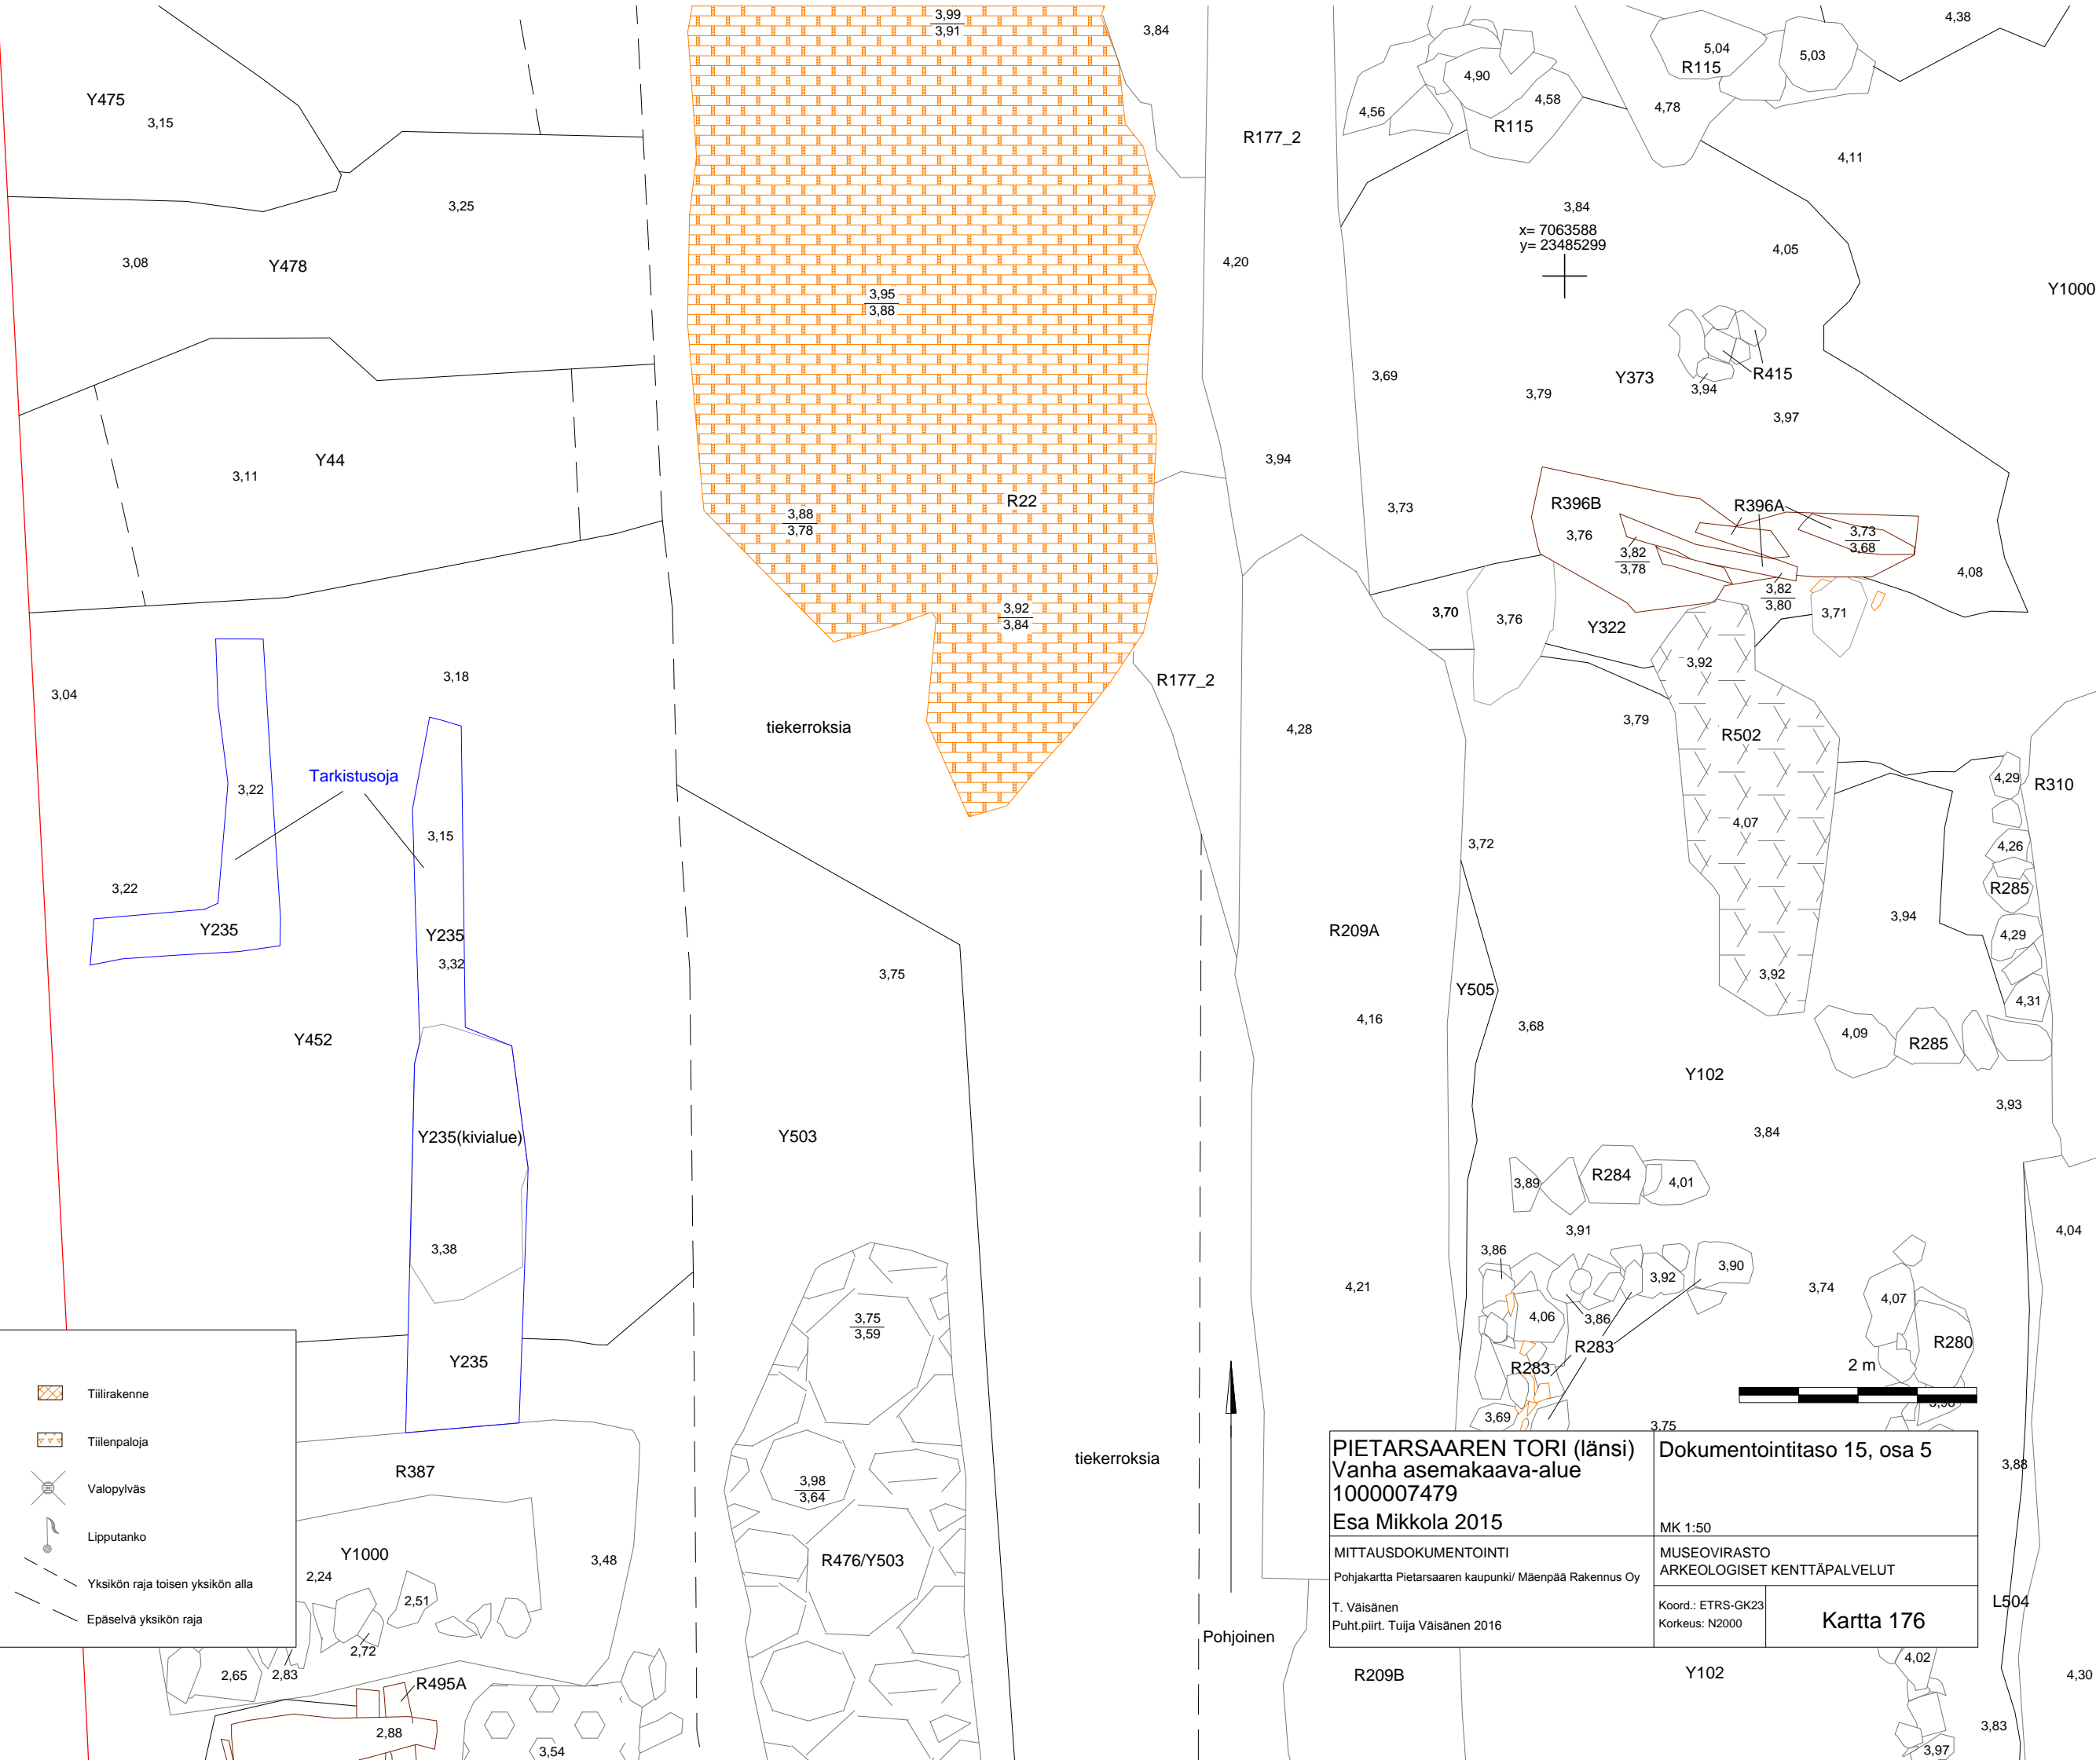 3,99
3,91
3,84
4,38
5,04
5,03
R115
4,90
4,58
4,56
4,78
Y475
3,15
R115
R177_2
4,11
3,25
3,84
x= 7063588
y= 23485299
3,08
Y478
4,20
4,05
3,95
3,88
Y1000
3,69
3,79
Y373
3,94
R415
3,97
Y44
3,11
3,94
R22
3,88
3,78
3,73
R396B
R396A
3,76
3,73
3,68
3,82
3,78
4,08
3,82
3,80
3,92
3,84
3,70
3,76
Y322
3,71
3,04
3,18
R177_2
3,92
tiekerroksia
4,28
3,79
R502
Tarkistusoja
3,22
4,29
R310
3,15
4,07
3,72
4,26
3,22
R285
Y235
Y235
R209A
3,94
4,29
3,32
3,75
3,92
Y505
4,31
Y452
4,16
3,68
4,09
R285
Y102
3,93
Y235(kivialue)
Y503
3,84
3,89
R284
4,01
3,91
4,04
3,38
3,86
3,92
3,90
4,21
3,74
4,07
3,75
3,59
4,06
3,86
R283
R280
Y235
R283
2 m
3,98
3,69
3,75
Tiilirakenne
Tiilenpaloja
Valopylväs
Lipputanko
Yksikön raja toisen yksikön alla
Epäselvä yksikön raja
R387
3,98
3,64
tiekerroksia
3,88
Y1000
3,48
R476/Y503
2,24
2,51
2,72
2,65
2,83
R495A
2,88
3,54
Pohjoinen
PIETARSAAREN TORI (länsi)
Vanha asemakaava-alue
1000007479
Esa Mikkola 2015
Dokumentointitaso 15, osa 5
MK 1:50
MITTAUSDOKUMENTOINTI
Pohjakartta Pietarsaaren kaupunki/ Mäenpää Rakennus Oy
T. Väisänen
Puht.piirt. Tuija Väisänen 2016
MUSEOVIRASTO
ARKEOLOGISET KENTTÄPALVELUT
Koord.: ETRS-GK23
Korkeus: N2000
Kartta 176
L504
R209B
Y102
4,02
4,30
3,83
3,97